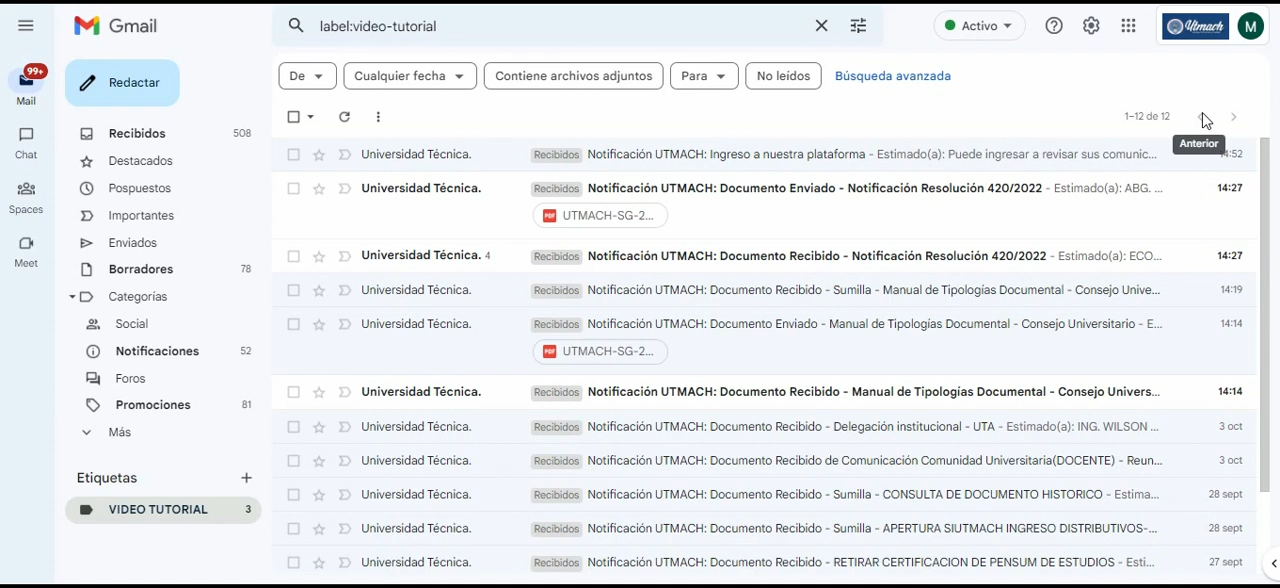 Gmail
label:video-tutorial
Activo
Utmach
M
99+
Mail
Chat
Spaces
Meet
Redactar
Recibidos 508
Destacados
Pospuestos
Importantes
Enviados
Borradores 78
Categorías
Social
Notificaciones 52
Foros
Promociones 81
Más
Etiquetas
VIDEO TUTORIAL 3
De Cualquier fecha Contiene archivos adjuntos Para No leídos Búsqueda avanzada
1–12 de 12
Anterior
Universidad Técnica. Recibidos Notificación UTMACH: Ingreso a nuestra plataforma - Estimado(a): Puede ingresar a revisar sus comunic... 14:52
Universidad Técnica. Recibidos Notificación UTMACH: Documento Enviado - Notificación Resolución 420/2022 - Estimado(a): ABG. ... 14:27
PDF UTMACH-SG-2...
Universidad Técnica. 4 Recibidos Notificación UTMACH: Documento Recibido - Notificación Resolución 420/2022 - Estimado(a): ECO... 14:27
Universidad Técnica. Recibidos Notificación UTMACH: Documento Recibido - Sumilla - Manual de Tipologías Documental - Consejo Unive... 14:19
Universidad Técnica. Recibidos Notificación UTMACH: Documento Enviado - Manual de Tipologías Documental - Consejo Universitario - E... 14:14
PDF UTMACH-SG-2...
Universidad Técnica. Recibidos Notificación UTMACH: Documento Recibido - Manual de Tipologías Documental - Consejo Univers... 14:14
Universidad Técnica. Recibidos Notificación UTMACH: Documento Recibido - Delegación institucional - UTA - Estimado(a): ING. WILSON ... 3 oct
Universidad Técnica. Recibidos Notificación UTMACH: Documento Recibido de Comunicación Comunidad Universitaria(DOCENTE) - Reun... 3 oct
Universidad Técnica. Recibidos Notificación UTMACH: Documento Recibido - Sumilla - CONSULTA DE DOCUMENTO HISTORICO - Estima... 28 sept
Universidad Técnica. Recibidos Notificación UTMACH: Documento Recibido - Sumilla - APERTURA SIUTMACH INGRESO DISTRIBUTIVOS-... 28 sept
Universidad Técnica. Recibidos Notificación UTMACH: Documento Recibido - RETIRAR CERTIFICACION DE PENSUM DE ESTUDIOS - Esti... 27 sept